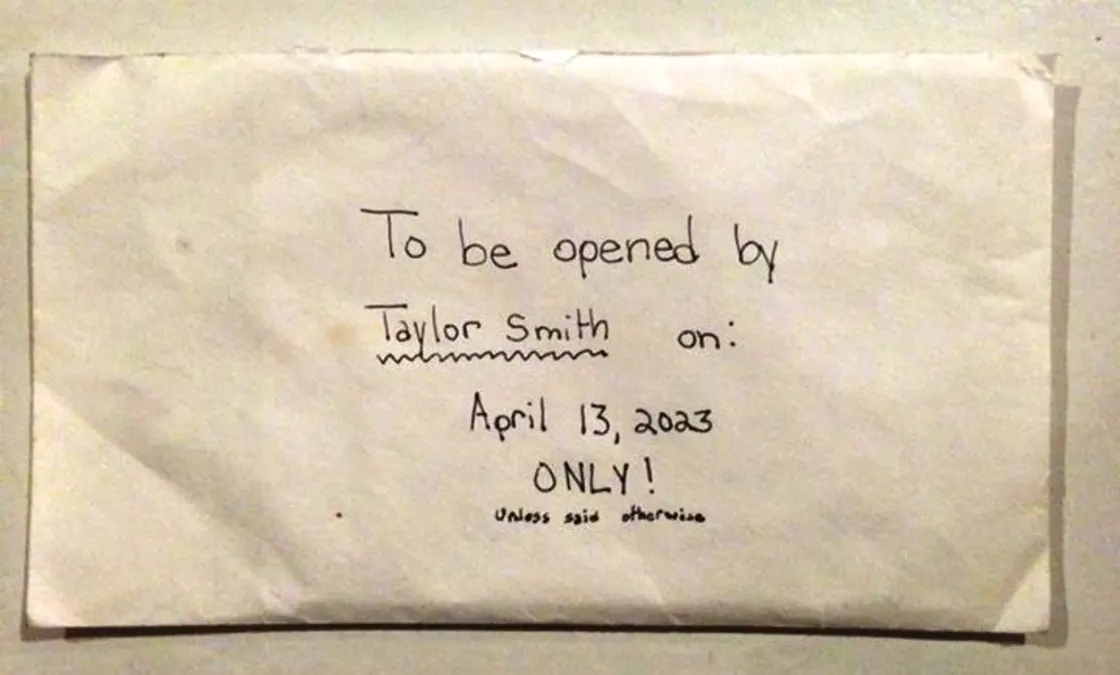 To be opened by
Taylor Smith on:
April 13, 2023
ONLY!
Unless said otherwise